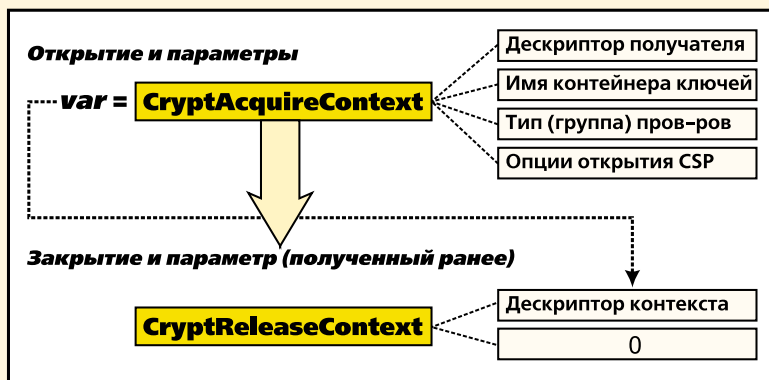 Открытие и параметры
var = CryptAcquireContext
Дескриптор получателя
Имя контейнера ключей
Тип (группа) пров-ров
Опции открытия CSP
Закрытие и параметр (полученный ранее)
CryptReleaseContext
Дескриптор контекста
0